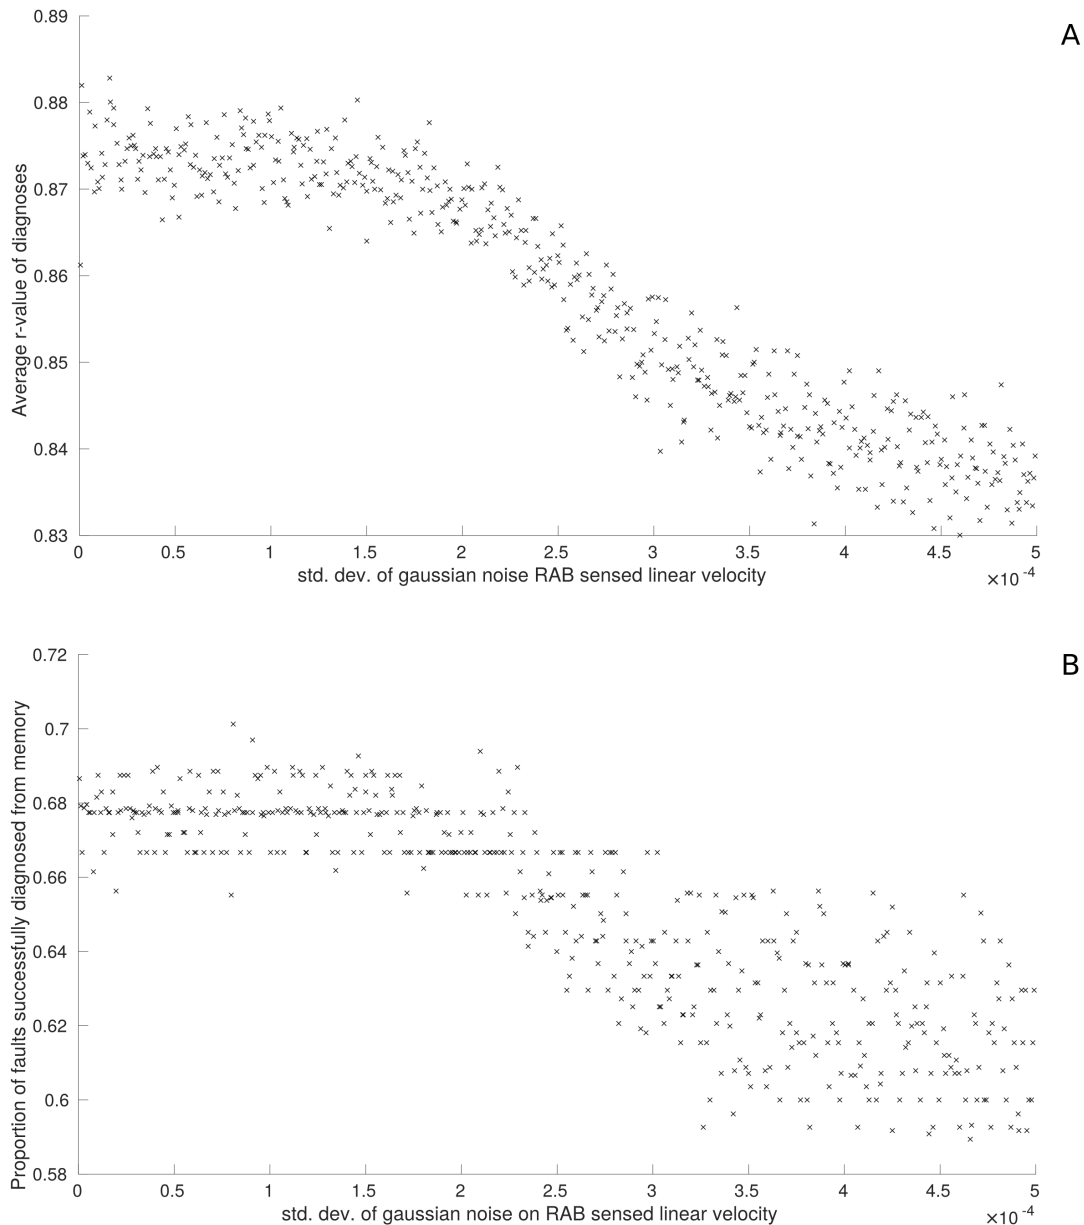 A
0.89
0.88
0.87
0.86
0.85
0.84
0.83
Average r-value of diagnoses
0 0.5 1 1.5 2 2.5 3 3.5 4 4.5 5
std. dev. of gaussian noise RAB sensed linear velocity
×10⁻⁴
B
0.72
0.7
0.68
0.66
0.64
0.62
0.6
0.58
Proportion of faults successfully diagnosed from memory
0 0.5 1 1.5 2 2.5 3 3.5 4 4.5 5
std. dev. of gaussian noise on RAB sensed linear velocity
×10⁻⁴